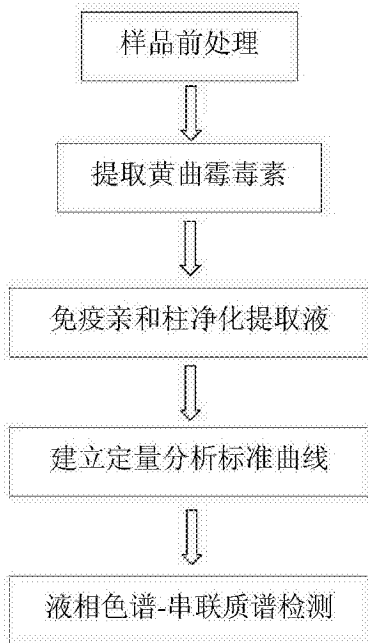 样品前处理
提取黄曲霉毒素
免疫亲和柱净化提取液
建立定量分析标准曲线
液相色谱-串联质谱检测